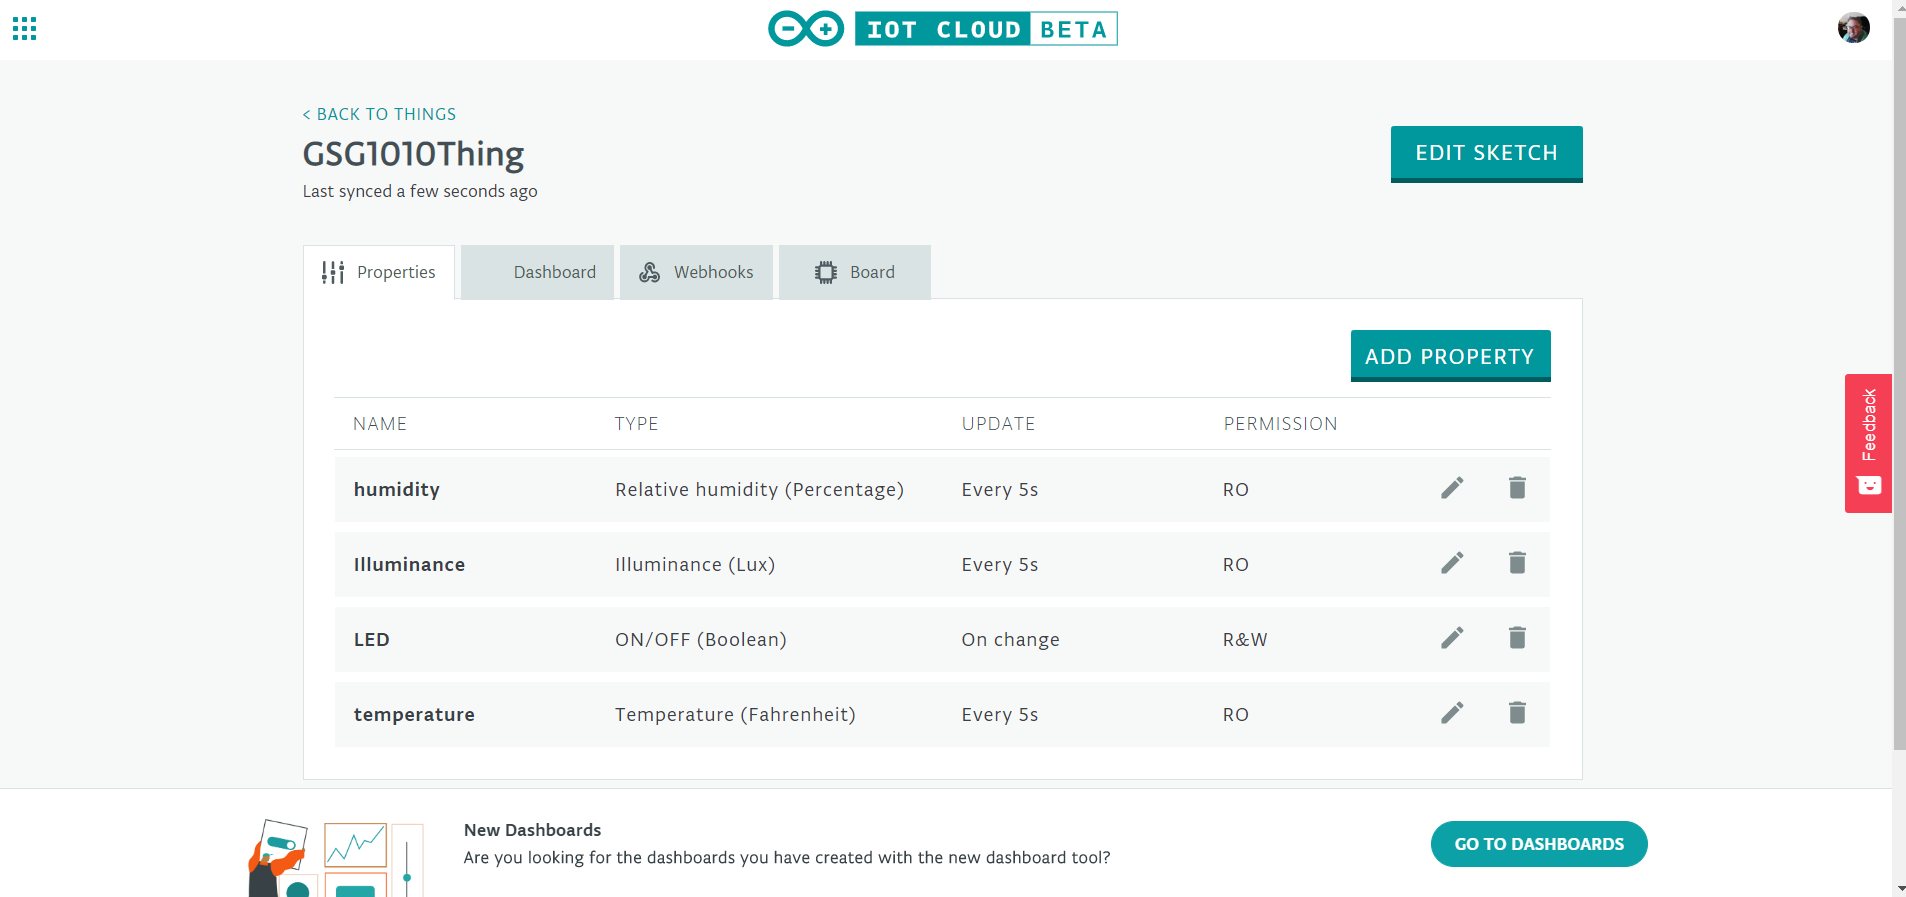 IOT CLOUD BETA
< BACK TO THINGS
GSG1010Thing
EDIT SKETCH
Last synced a few seconds ago
Properties Dashboard Webhooks Board
ADD PROPERTY
NAME TYPE UPDATE PERMISSION
humidity Relative humidity (Percentage) Every 5s RO
Illuminance Illuminance (Lux) Every 5s RO
LED ON/OFF (Boolean) On change R&W
temperature Temperature (Fahrenheit) Every 5s RO
Feedback
New Dashboards
Are you looking for the dashboards you have created with the new dashboard tool?
GO TO DASHBOARDS